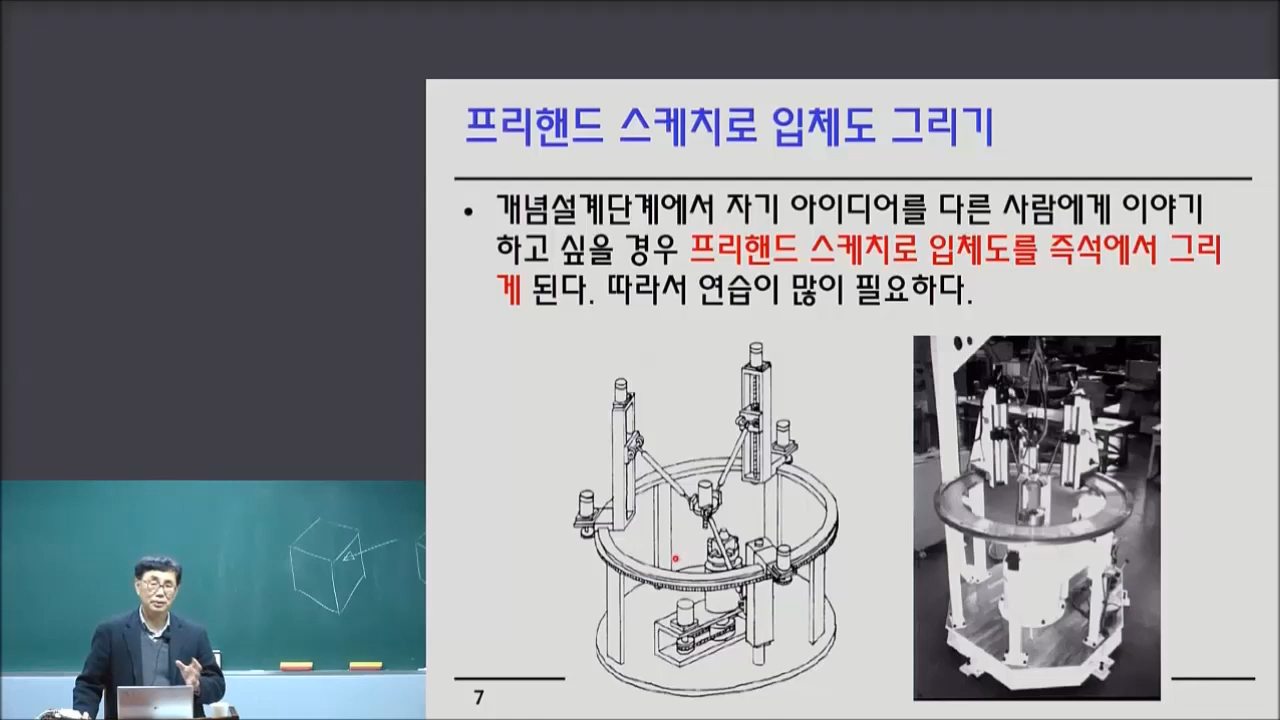 프리핸드 스케치로 입체도 그리기
• 개념설계단계에서 자기 아이디어를 다른 사람에게 이야기
하고 싶을 경우 프리핸드 스케치로 입체도를 즉석에서 그리
게 된다. 따라서 연습이 많이 필요하다.
7